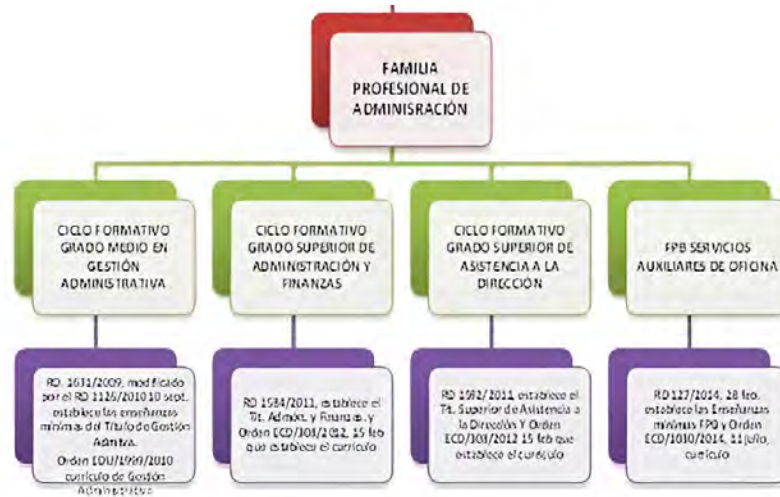 FAMILIA
PROFESIONAL DE
ADMINISRACIÓN
CICLO FORMATIVO
GRADO MEDIO EN
GESTIÓN
ADMINISTRATIVA
CICLO FORMATIVO
GRADO SUPERIOR DE
ADMINISTRACIÓN Y
FINANZAS
CICLO FORMATIVO
GRADO SUPERIOR DE
ASISTENCIA A LA
DIRECCIÓN
FPB SERVICIOS
AUXILIARES DE OFICINA
RD. 1631/2009, modificado
por el RD 1126/2010 10 sept.
establece las enseñanzas
mínimas del Título de Gestión
Orden EDU/1999/2010
currículo de Gestión
Administrativa
RD 1584/2011, establece el
Tít. Admón. y Finanzas, y
Orden ECD/308/2012, 15 feb
que establece el currículo
RD 1582/2011, establece el
Tít. Superior de Asistencia a
la Dirección Y Orden
ECD/308/2012 15 feb que
establece el currículo
RD 127/2014, 28 feb.
establece las Enseñanzas
mínimas FPB y Orden
ECD/1030/2014, 11 julio,
currículo